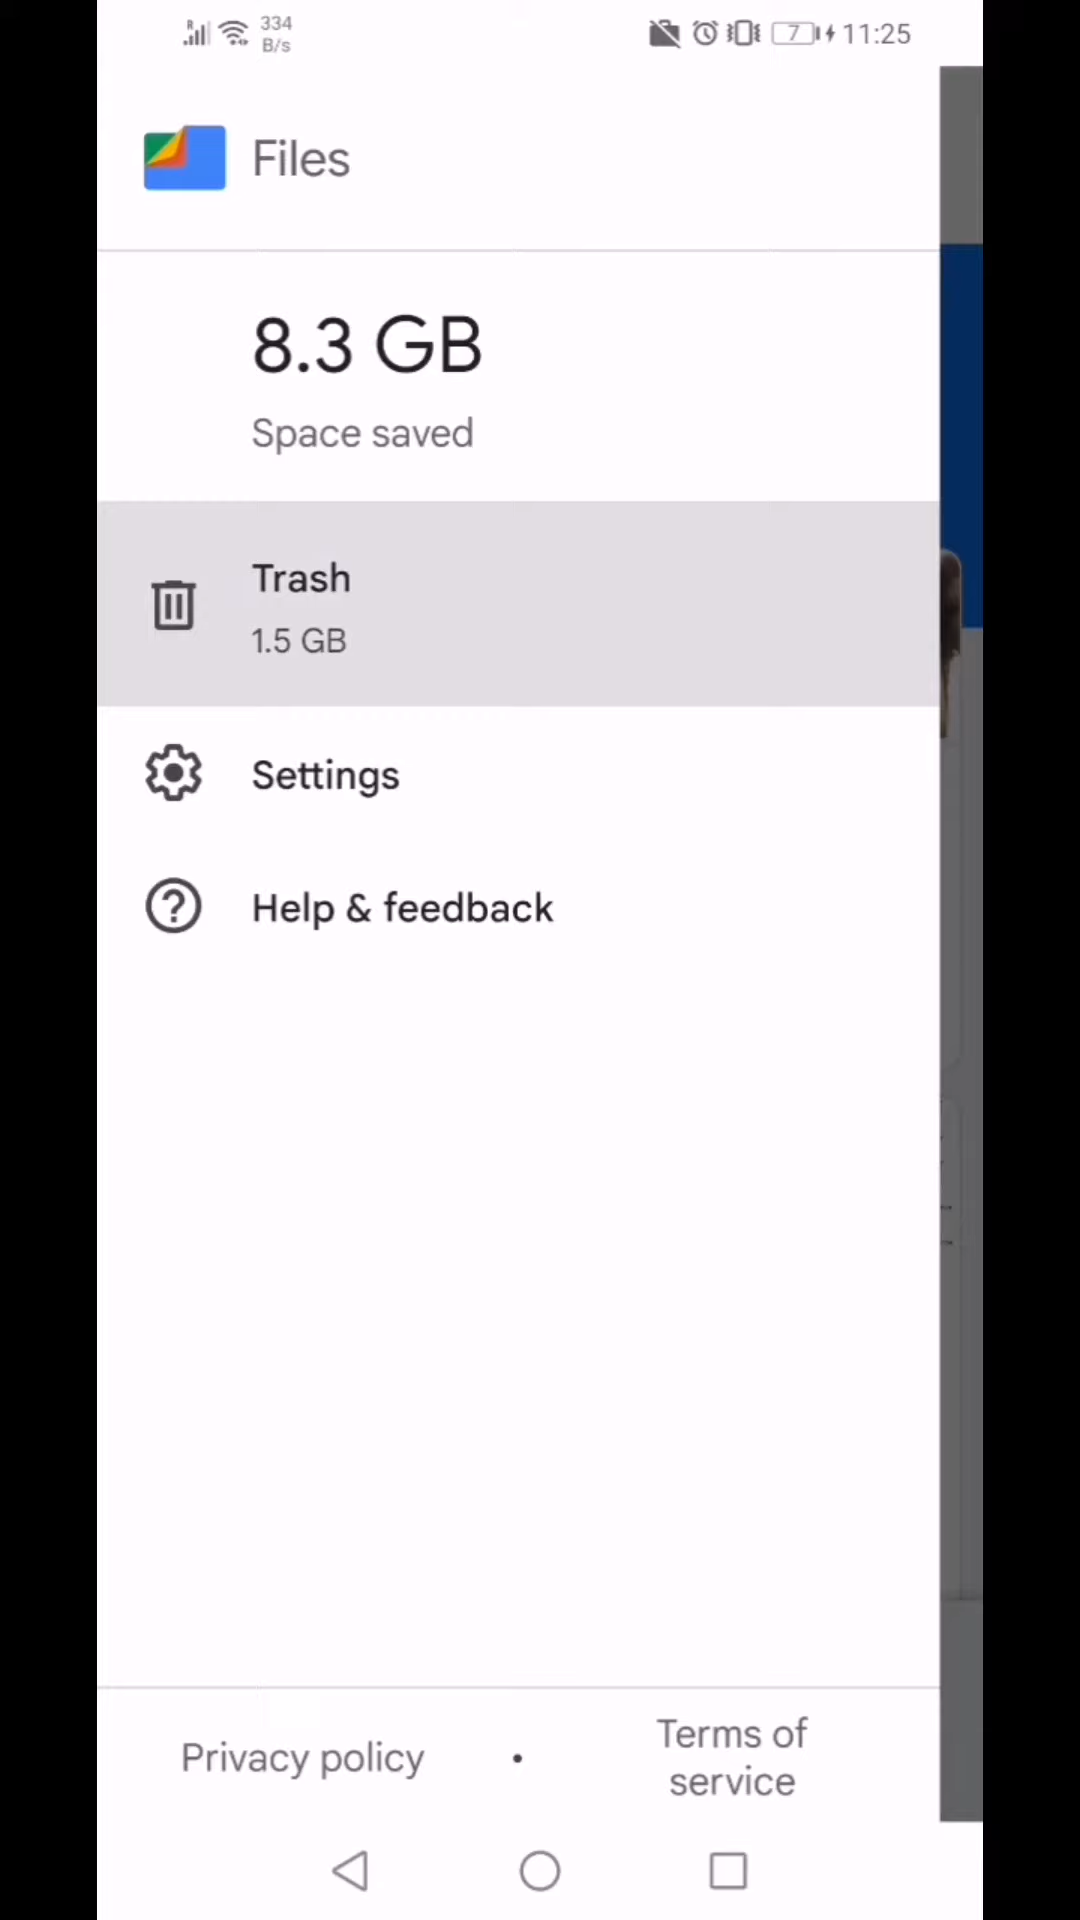 334
B/s
7
11:25
Files
8.3 GB
Space saved
Trash
1.5 GB
Settings
Help & feedback
Privacy policy
•
Terms of
service